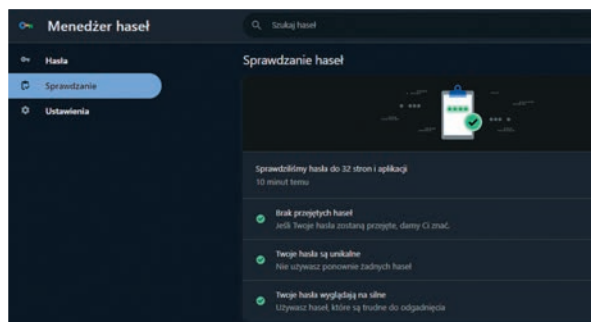 Menedżer haseł
Szukaj haseł
Hasła
Sprawdzanie
Ustawienia
Sprawdzanie haseł
Sprawdziliśmy hasła do 32 stron i aplikacji
10 minut temu
Brak przejętych haseł
Jeśli Twoje hasła zostaną przejęte, damy Ci znać.
Twoje hasła są unikalne
Nie używasz ponownie żadnych haseł
Twoje hasła wyglądają na silne
Używasz haseł, które są trudne do odgadnięcia